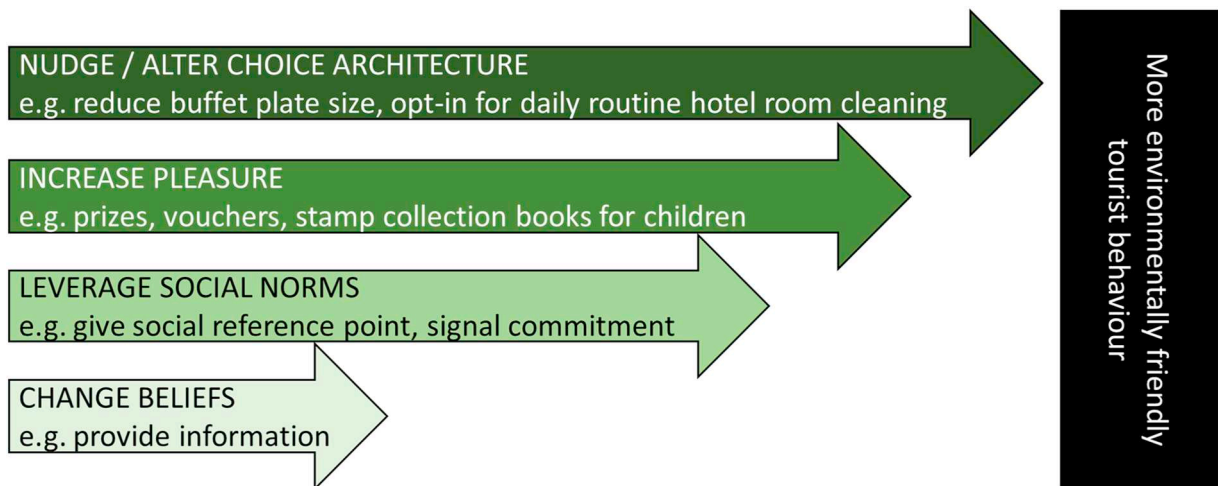 NUDGE / ALTER CHOICE ARCHITECTURE
e.g. reduce buffet plate size, opt-in for daily routine hotel room cleaning
INCREASE PLEASURE
e.g. prizes, vouchers, stamp collection books for children
LEVERAGE SOCIAL NORMS
e.g. give social reference point, signal commitment
CHANGE BELIEFS
e.g. provide information
More environmentally friendly
tourist behaviour